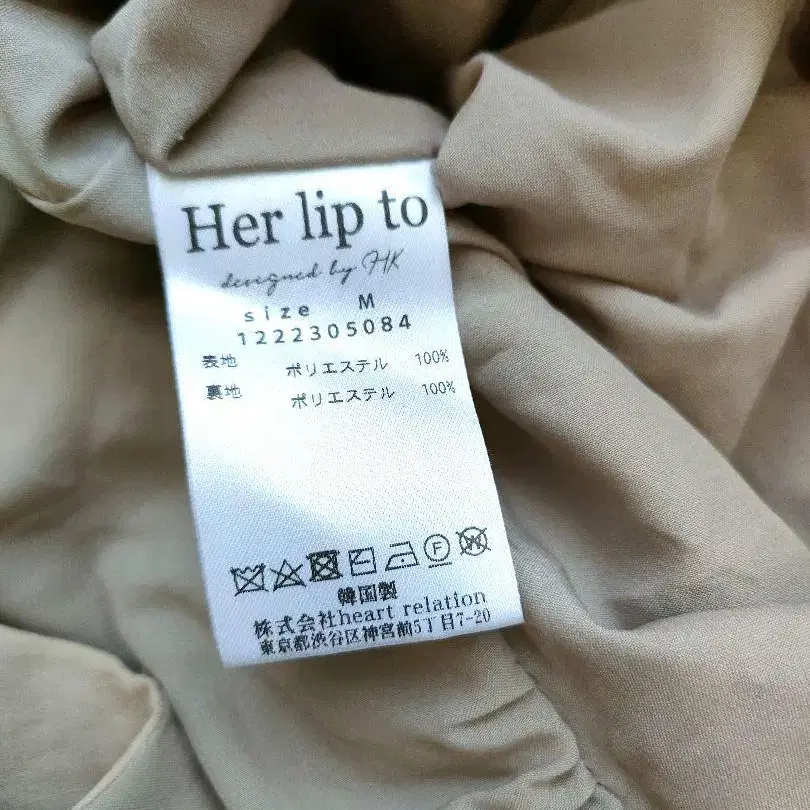 Her lip to
designed by HK
size M
1222305084
表地 ポリエステル 100%
裏地 ポリエステル 100%
F W
韓国製
株式会社heart relation
東京都渋谷区神宮前5丁目7-20